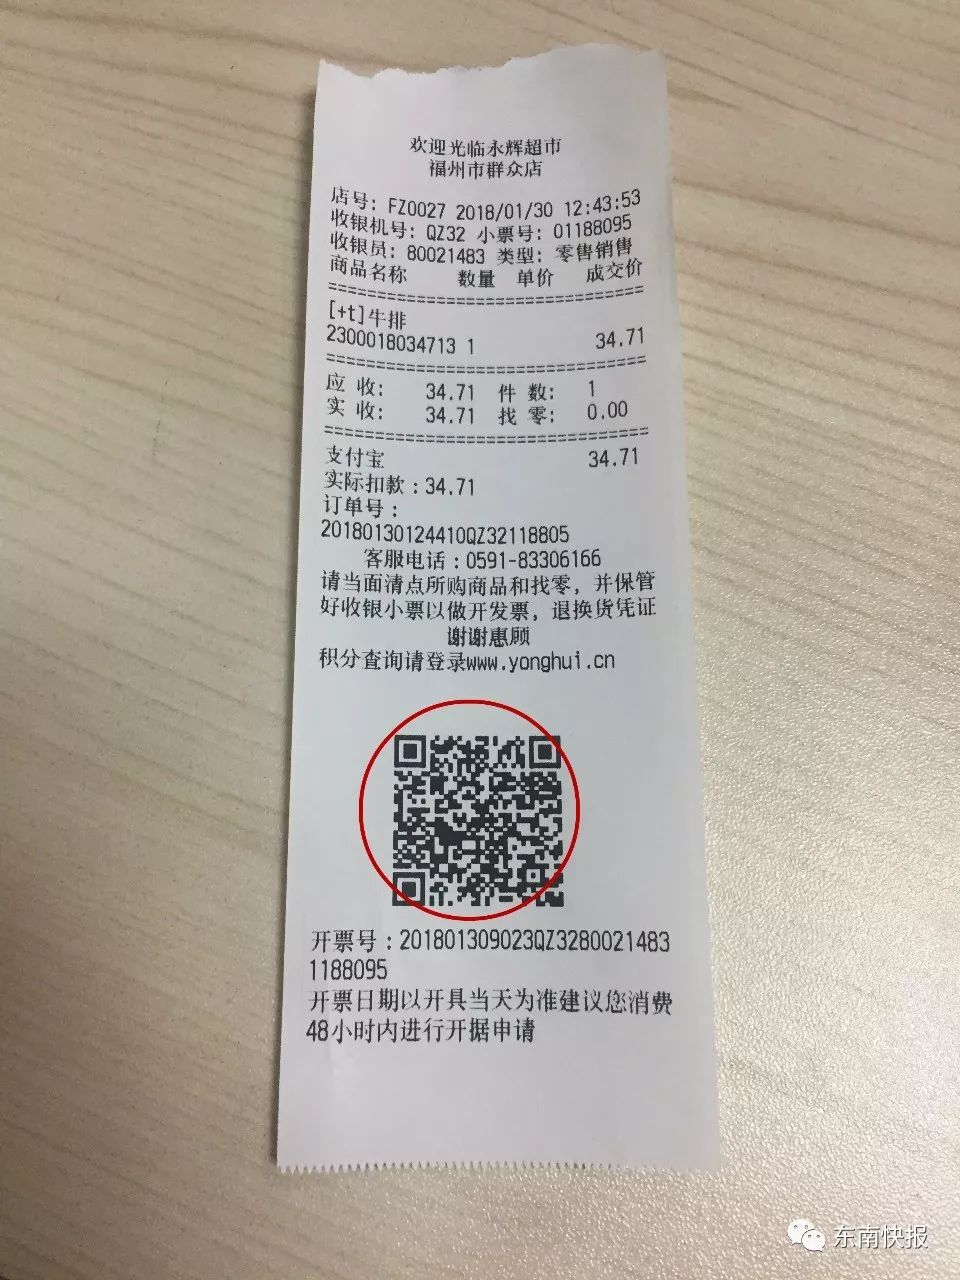 欢迎光临永辉超市
福州市群众店
店号: FZ0027 2018/01/30 12:43:53
收银机号: QZ32 小票号: 01188095
收银员: 80021483 类型: 零售销售
商品名称 数量 单价 成交价
==================================
[+t]牛排
2300018034713 1 34.71
==================================
应 收: 34.71 件 数: 1
实 收: 34.71 找 零: 0.00
==================================
支付宝 34.71
实际扣款:34.71
订单号:
20180130124410QZ32118805
客服电话:0591-83306166
请当面清点所购商品和找零，并保管
好收银小票以做开发票，退换货凭证
谢谢惠顾
积分查询请登录www.yonghui.cn
开票号:201801309023QZ3280021483
1188095
开票日期以开具当天为准建议您消费
48小时内进行开据申请
东南快报